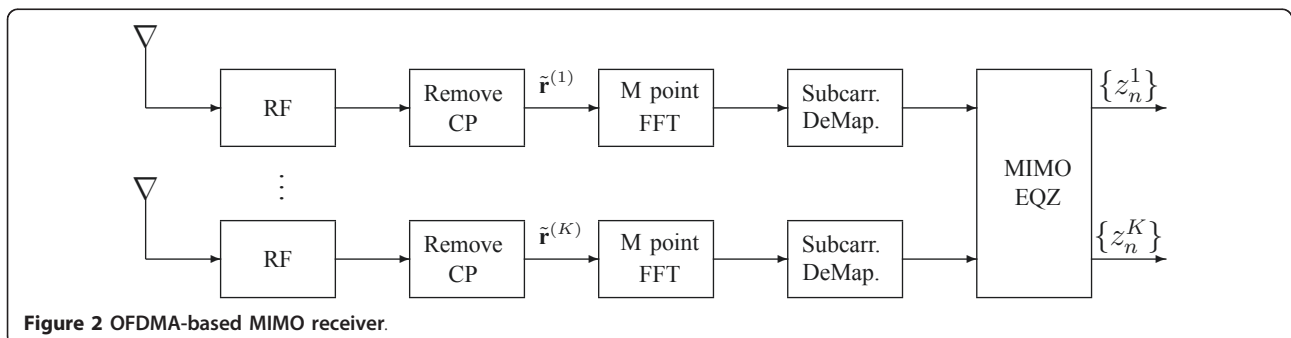 RF
Remove
CP
r̃^(1)
M point
FFT
Subcarr.
DeMap.
{z_n^1}
⋮
MIMO
EQZ
RF
Remove
CP
r̃^(K)
M point
FFT
Subcarr.
DeMap.
{z_n^K}
Figure 2 OFDMA-based MIMO receiver.